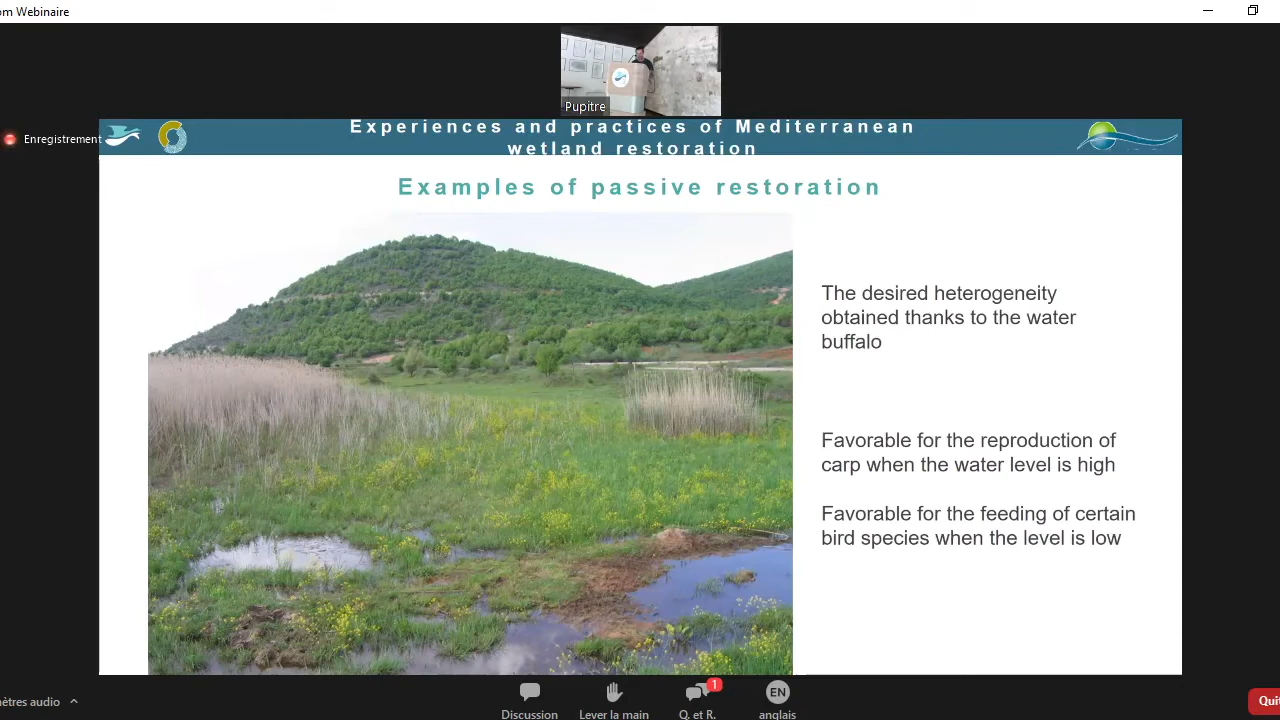 om Webinaire
Pupitre
Enregistrement
Experiences and practices of Mediterranean
wetland restoration
Examples of passive restoration
The desired heterogeneity
obtained thanks to the water
buffalo
Favorable for the reproduction of
carp when the water level is high
Favorable for the feeding of certain
bird species when the level is low
nètres audio
Discussion
Lever la main
1
Q. et R.
EN
anglais
Quit